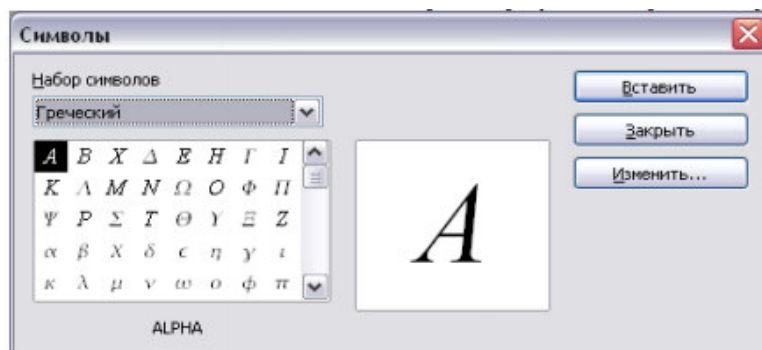 Символы
Набор символов
Греческий
Α Β Χ Δ Ε Η Γ Ι
Κ Λ Μ Ν Ω Ο Φ Π
Ψ Ρ Σ Τ Θ Υ Ξ Ζ
α β χ δ ϵ η γ ι
κ λ μ ν ω ο ϕ π
ALPHA
Α
Вставить
Закрыть
Изменить...